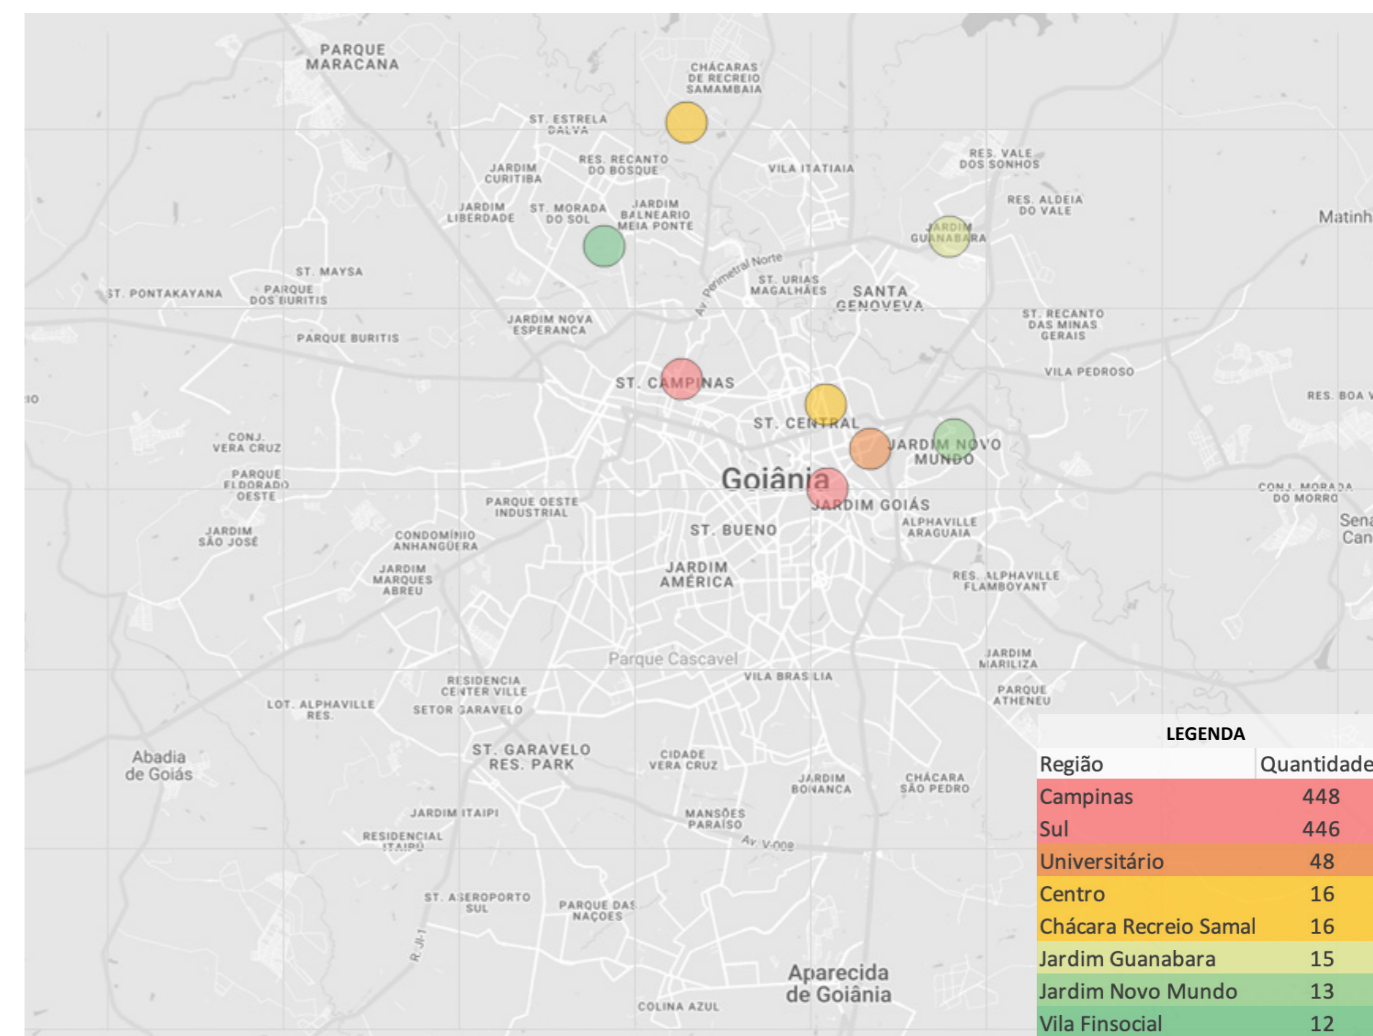 PARQUE
MARACANA
CHÁCARAS
DE RECREIO
SAMAMBAIA
ST. ESTRELA
DALVA
JARDIM
CURITIBA
RES. RECANTO
DO BOSQUE
VILA ITATIAIA
RES. VALE
DOS SONHOS
JARDIM
LIBERDADE
ST. MORADA
DO SOL
JARDIM
BALNEARIO
MEIA PONTE
RES. ALDEIA
DO VALE
Matinh
JARDIM
GUANABARA
ST. MAYSA
Av. Perimetral Norte
ST. PONTAKAYANA
PARQUE
DOS BURITIS
ST. URIAS
MAGALHÃES
SANTA
GENOVEVA
JARDIM NOVA
ESPERANCA
PARQUE BURITIS
ST. RECANTO
DAS MINAS
GERAIS
ST. CAMPINAS
VILA PEDROSO
IO
RES. BOA V
ST. CENTRAL
CONJ.
VERA CRUZ
JARDIM NOVO
MUNDO
PARQUE
ELDORADO
OESTE
Goiânia
CONJ. MORADA
DO MORRO
PARQUE OESTE
INDUSTRIAL
JARDIM GOIÁS
JARDIM
SÃO JOSÉ
CONDOMÍNIO
ANHANGÜERA
ST. BUENO
ALPHAVILLE
ARAGUAIA
Sena
Can
JARDIM
MARQUES
ABREU
JARDIM
AMÉRICA
RES. ALPHAVILLE
FLAMBOYANT
Parque Cascavel
JARDIM
MARILIZA
RESIDENCIA
CENTER VILLE
VILA BRASILIA
LOT. ALPHAVILLE
RES.
SETOR GARAVELO
PARQUE
ATHENEU
Abadia
de Goiás
ST. GARAVELO
RES. PARK
CIDADE
VERA CRUZ
JARDIM
BONANCA
CHÁCARA
SÃO PEDRO
JARDIM ITAIPI
MANSÕES
PARAÍSO
RESIDENCIAL
ITAIPÚ
Av. V-008
ST. AEROPORTO
SUL
PARQUE DAS
NAÇOES
R. JI-1
Aparecida
de Goiânia
COLINA AZUL
LEGENDA
Região Quantidade
Campinas 448
Sul 446
Universitário 48
Centro 16
Chácara Recreio Samal 16
Jardim Guanabara 15
Jardim Novo Mundo 13
Vila Finsocial 12